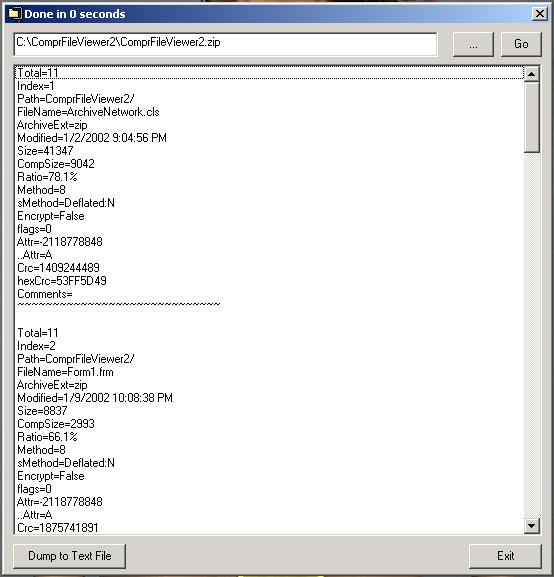 Done in 0 seconds
C:\ComprFileViewer2\ComprFileViewer2.zip
...
Go
Total=11
Index=1
Path=ComprFileViewer2/
FileName=ArchiveNetwork.cls
ArchiveExt=zip
Modified=1/2/2002 9:04:56 PM
Size=41347
CompSize=9042
Ratio=78.1%
Method=8
sMethod=Deflated:N
Encrypt=False
flags=0
Attr=-2118778848
..Attr=A
Crc=1409244489
hexCrc=53FF5D49
Comments=
~~~~~~~~~~~~~~~~~~~~~~~~~~~~~
Total=11
Index=2
Path=ComprFileViewer2/
FileName=Form1.frm
ArchiveExt=zip
Modified=1/9/2002 10:08:38 PM
Size=8837
CompSize=2993
Ratio=66.1%
Method=8
sMethod=Deflated:N
Encrypt=False
flags=0
Attr=-2118778848
..Attr=A
Crc=1875741891
Dump to Text File
Exit